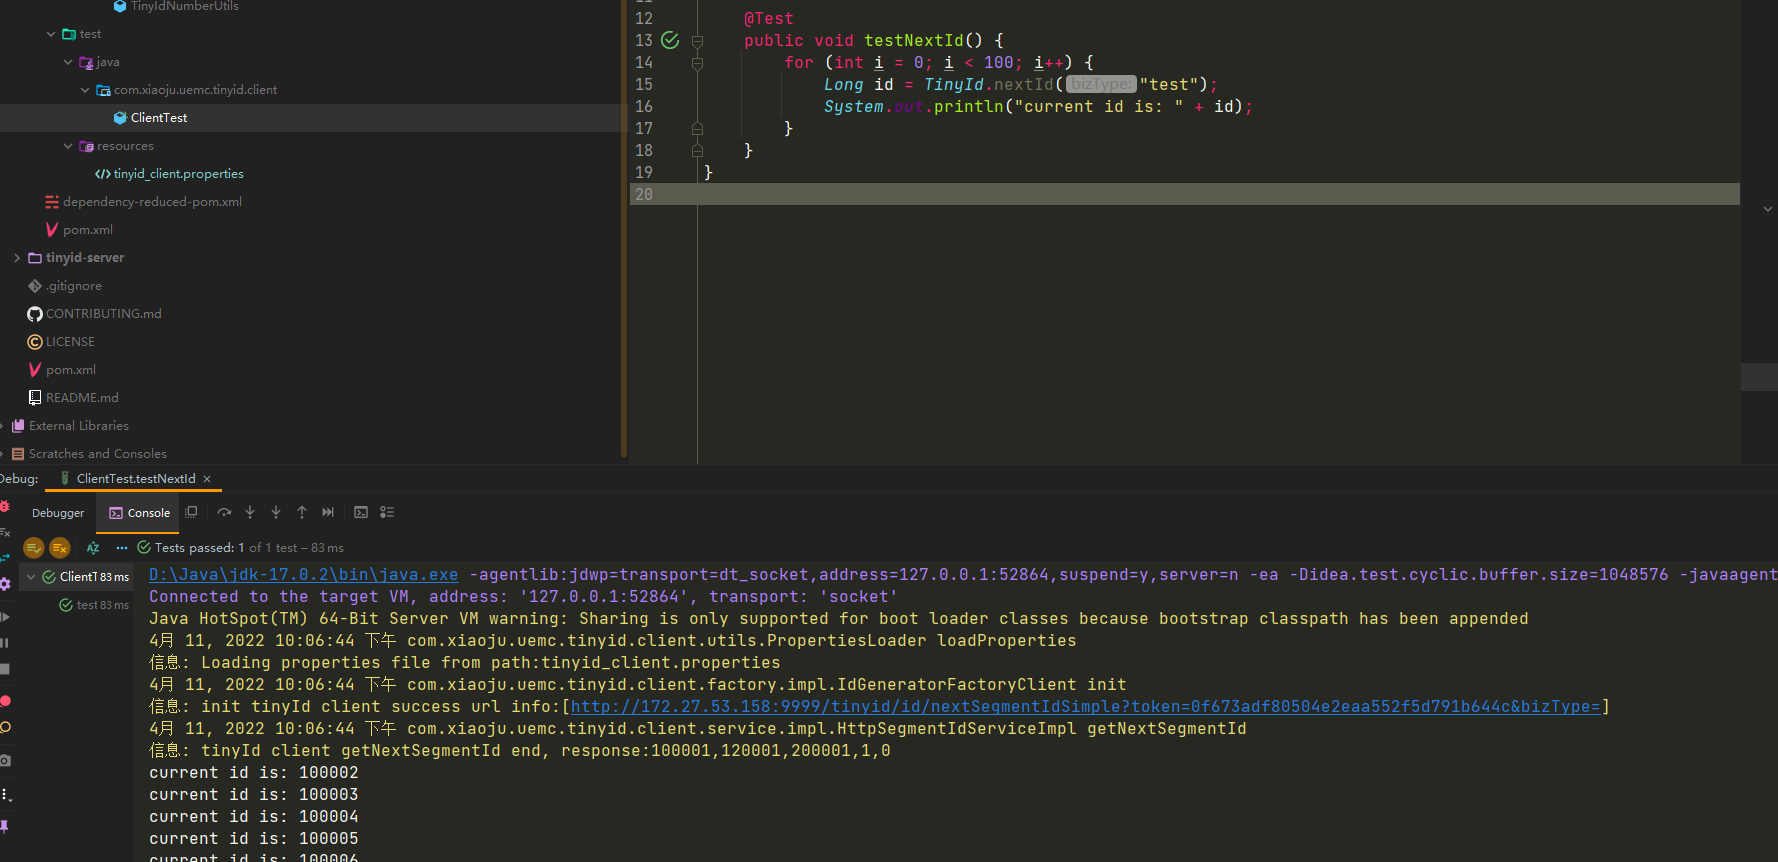 TinyIdNumberUtils
test
java
com.xiaoju.uemc.tinyid.client
ClientTest
resources
tinyid_client.properties
dependency-reduced-pom.xml
pom.xml
tinyid-server
.gitignore
CONTRIBUTING.md
LICENSE
pom.xml
README.md
External Libraries
Scratches and Consoles
12 @Test
13 public void testNextId() {
14 for (int i = 0; i < 100; i++) {
15 Long id = TinyId.nextId( bizType: "test");
16 System.out.println("current id is: " + id);
17 }
18 }
19 }
20
Debug: ClientTest.testNextId ×
Debugger Console
Tests passed: 1 of 1 test – 83 ms
ClientT 83 ms
test 83 ms
D:\Java\jdk-17.0.2\bin\java.exe -agentlib:jdwp=transport=dt_socket,address=127.0.0.1:52864,suspend=y,server=n -ea -Didea.test.cyclic.buffer.size=1048576 -javaagent
Connected to the target VM, address: '127.0.0.1:52864', transport: 'socket'
Java HotSpot(TM) 64-Bit Server VM warning: Sharing is only supported for boot loader classes because bootstrap classpath has been appended
4月 11, 2022 10:06:44 下午 com.xiaoju.uemc.tinyid.client.utils.PropertiesLoader loadProperties
信息: Loading properties file from path:tinyid_client.properties
4月 11, 2022 10:06:44 下午 com.xiaoju.uemc.tinyid.client.factory.impl.IdGeneratorFactoryClient init
信息: init tinyId client success url info:[http://172.27.53.158:9999/tinyid/id/nextSegmentIdSimple?token=0f673adf80504e2eaa552f5d791b644c&bizType=]
4月 11, 2022 10:06:44 下午 com.xiaoju.uemc.tinyid.client.service.impl.HttpSegmentIdServiceImpl getNextSegmentId
信息: tinyId client getNextSegmentId end, response:100001,120001,200001,1,0
current id is: 100002
current id is: 100003
current id is: 100004
current id is: 100005
current id is: 100006